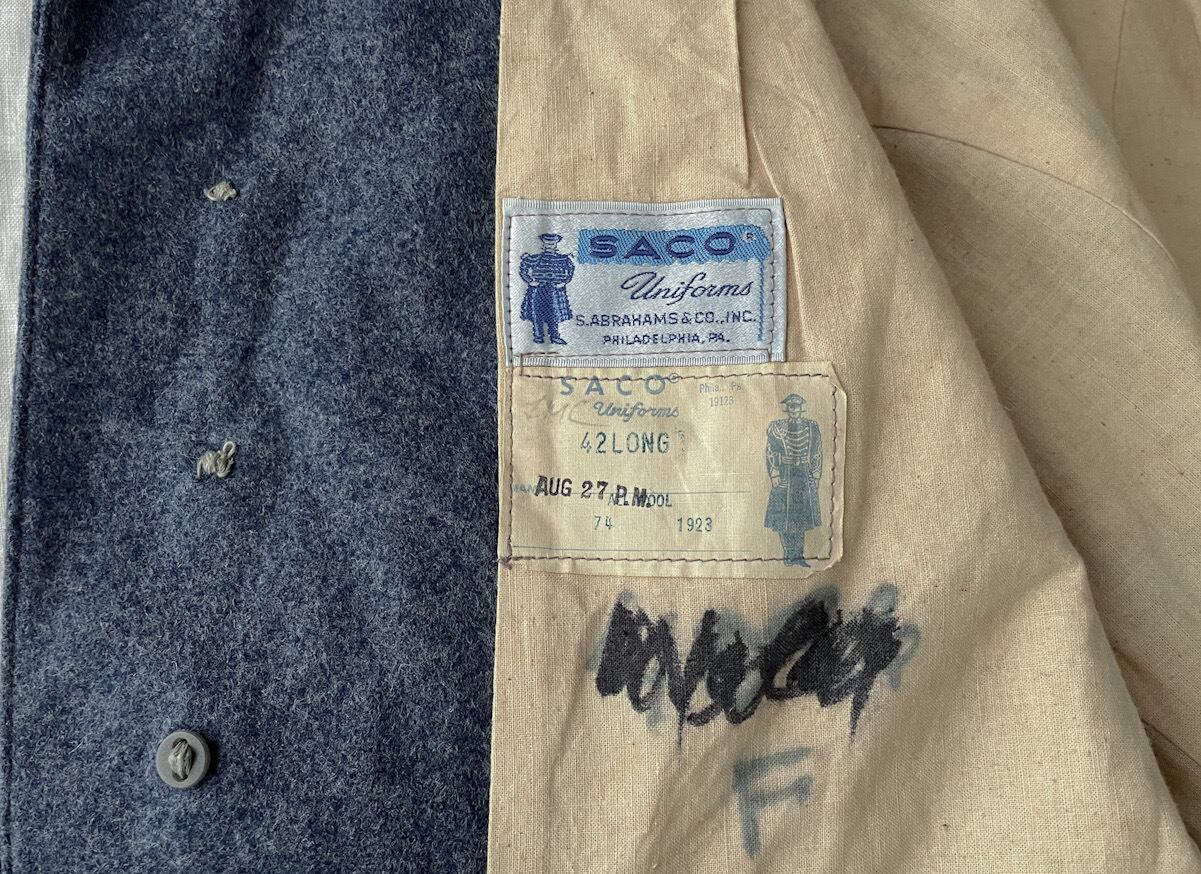 SACO®
Uniforms
S.ABRAHAMS & CO.,INC.
PHILADELPHIA, PA.
SACO® Phila., Pa.
Uniforms 19123
42LONG
AUG 27 P.M.
WOOL
74 1923
F